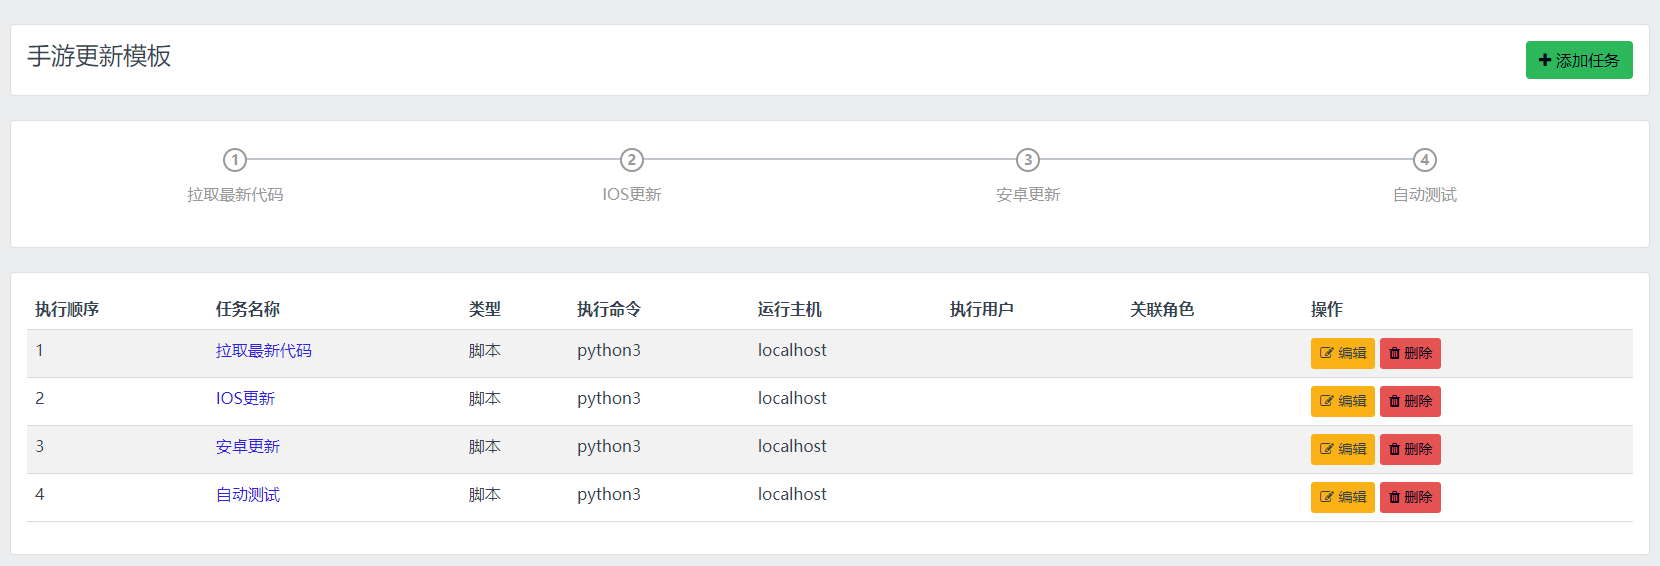 手游更新模板
添加任务
1 2 3 4
拉取最新代码 IOS更新 安卓更新 自动测试
执行顺序 任务名称 类型 执行命令 运行主机 执行用户 关联角色 操作
1 拉取最新代码 脚本 python3 localhost 编辑 删除
2 IOS更新 脚本 python3 localhost 编辑 删除
3 安卓更新 脚本 python3 localhost 编辑 删除
4 自动测试 脚本 python3 localhost 编辑 删除